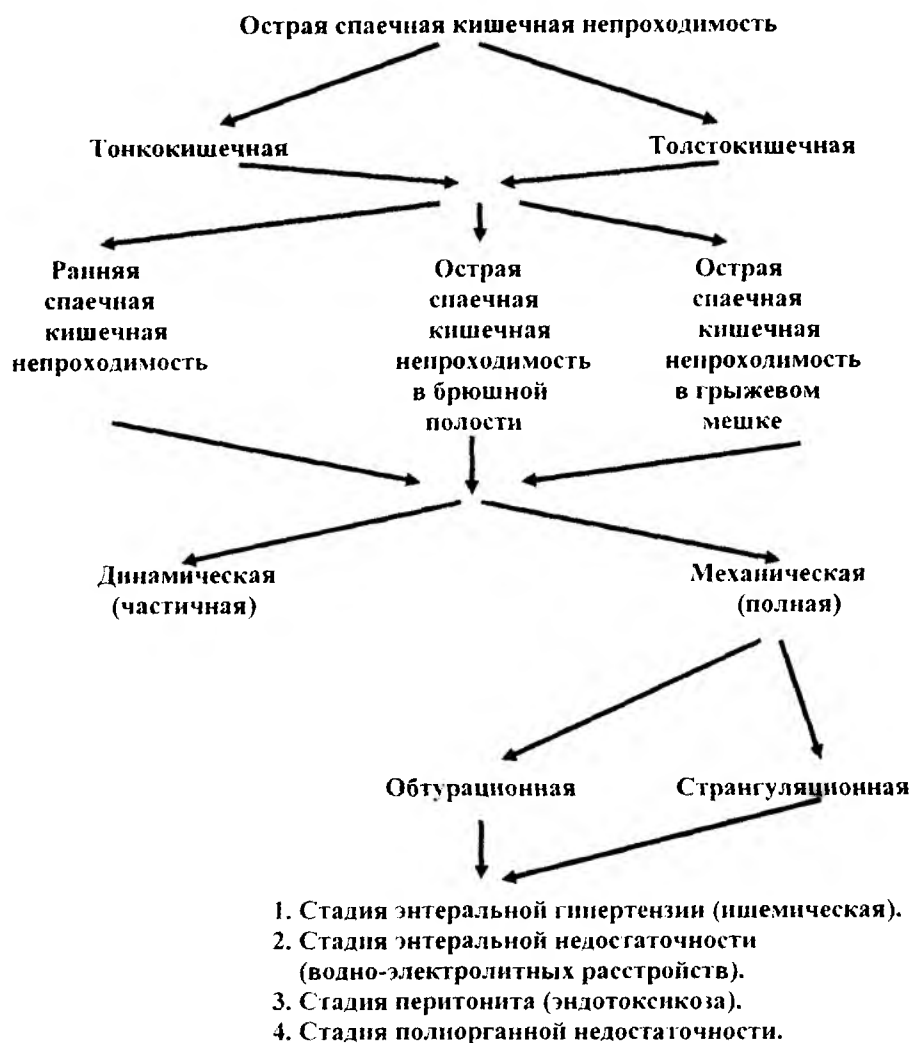 Острая спаечная кишечная непроходимость
Тонкокишечная
Толстокишечная
Ранняя
спаечная
кишечная
непроходимость
Острая
спаечная
кишечная
непроходимость
в брюшной
полости
Острая
спаечная
кишечная
непроходимость
в грыжевом
мешке
Динамическая
(частичная)
Механическая
(полная)
Обтурационная
Странгуляционная
1. Стадия энтеральной гипертензии (ишемическая).
2. Стадия энтеральной недостаточности
(водно-электролитных расстройств).
3. Стадия перитонита (эндотоксикоза).
4. Стадия полиорганной недостаточности.